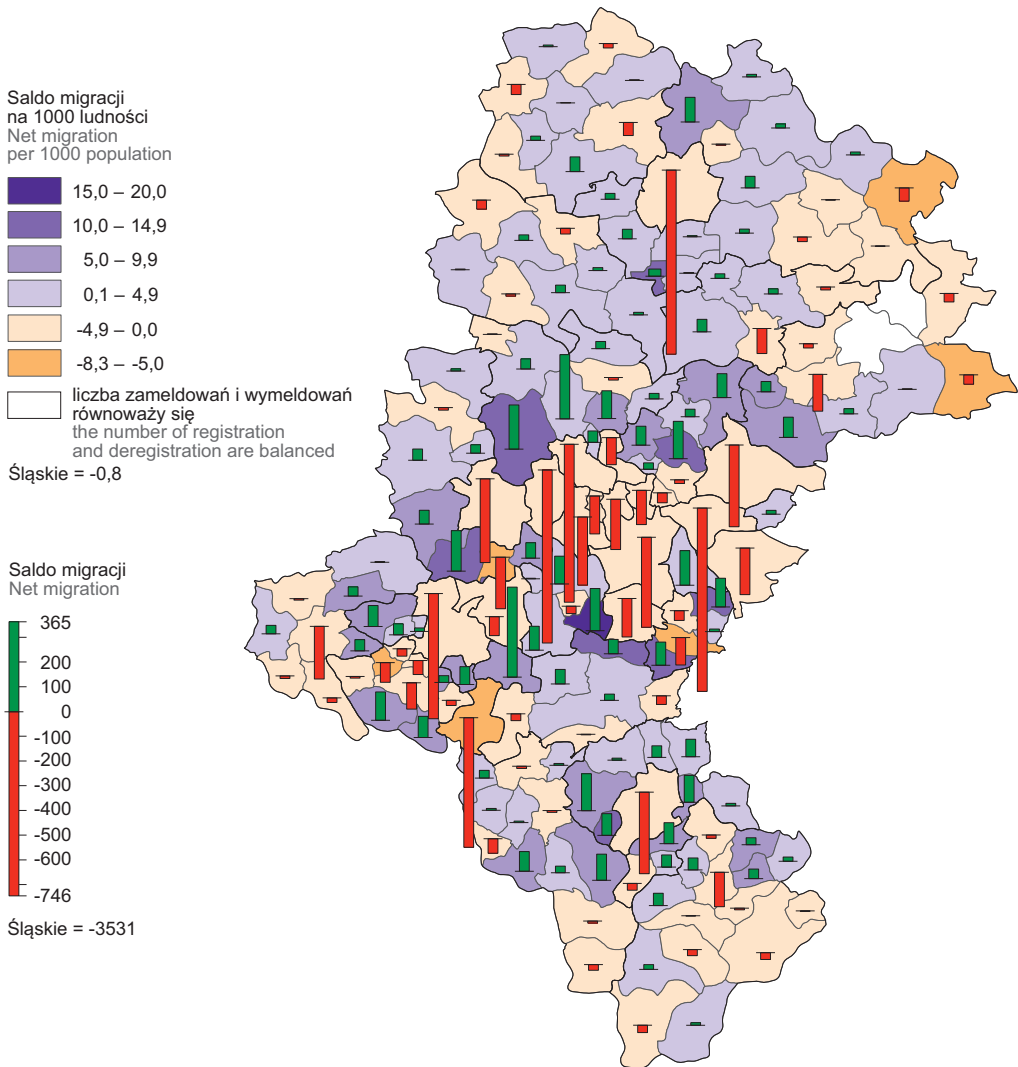 Saldo migracji
na 1000 ludności
Net migration
per 1000 population
15,0 – 20,0
10,0 – 14,9
5,0 – 9,9
0,1 – 4,9
-4,9 – 0,0
-8,3 – -5,0
liczba zameldowań i wymeldowań
równoważy się
the number of registration
and deregistration are balanced
Śląskie = -0,8
Saldo migracji
Net migration
365
200
100
0
-100
-200
-300
-400
-500
-600
-746
Śląskie = -3531